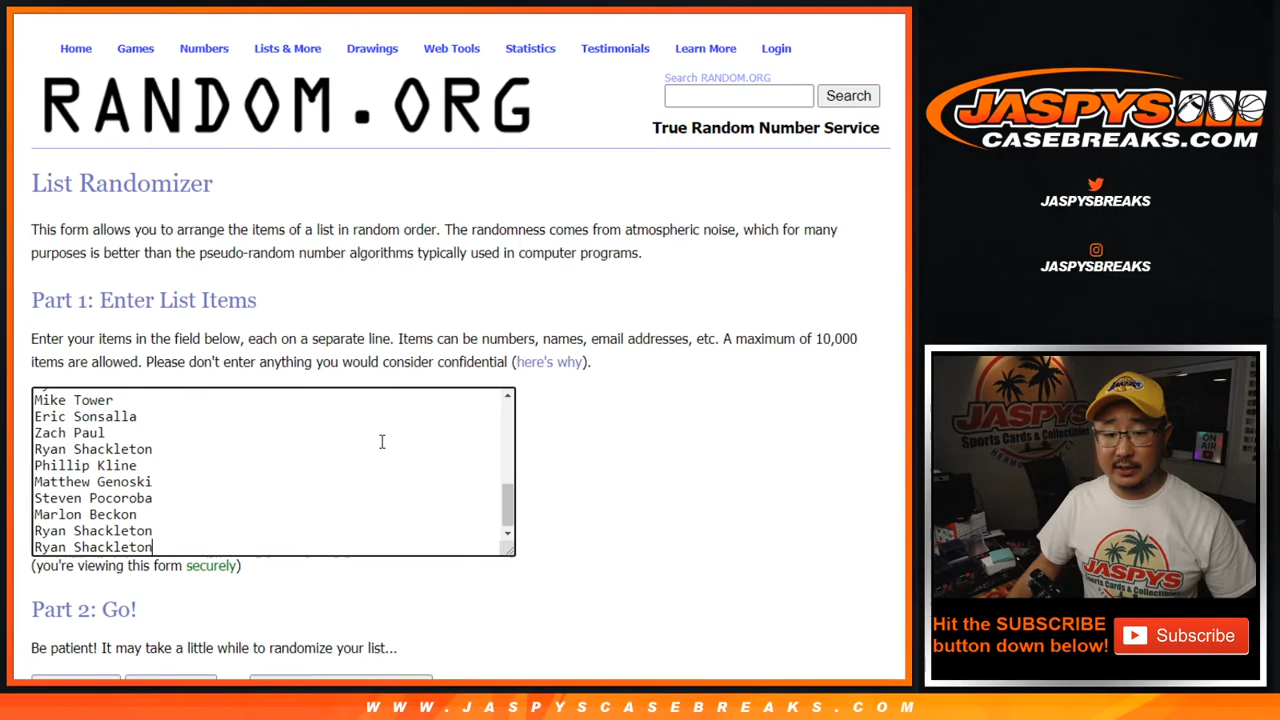 Home Games Numbers Lists & More Drawings Web Tools Statistics Testimonials Learn More Login
RANDOM.ORG
Search RANDOM.ORG
Search
True Random Number Service
List Randomizer
This form allows you to arrange the items of a list in random order. The randomness comes from atmospheric noise, which for many
purposes is better than the pseudo-random number algorithms typically used in computer programs.
Part 1: Enter List Items
Enter your items in the field below, each on a separate line. Items can be numbers, names, email addresses, etc. A maximum of 10,000
items are allowed. Please don't enter anything you would consider confidential (here's why).
Mike Tower
Eric Sonsalla
Zach Paul
Ryan Shackleton
Phillip Kline
Matthew Genoski
Steven Pocoroba
Marlon Beckon
Ryan Shackleton
Ryan Shackleton
(you're viewing this form securely)
Part 2: Go!
Be patient! It may take a little while to randomize your list...
JASPYS
CASEBREAKS.COM
JASPYSBREAKS
JASPYSBREAKS
JASPYS
Sports Cards & Collectibles
ON AIR
JASPYS
Hit the SUBSCRIBE
button down below!
Subscribe
WWW.JASPYSCASEBREAKS.COM